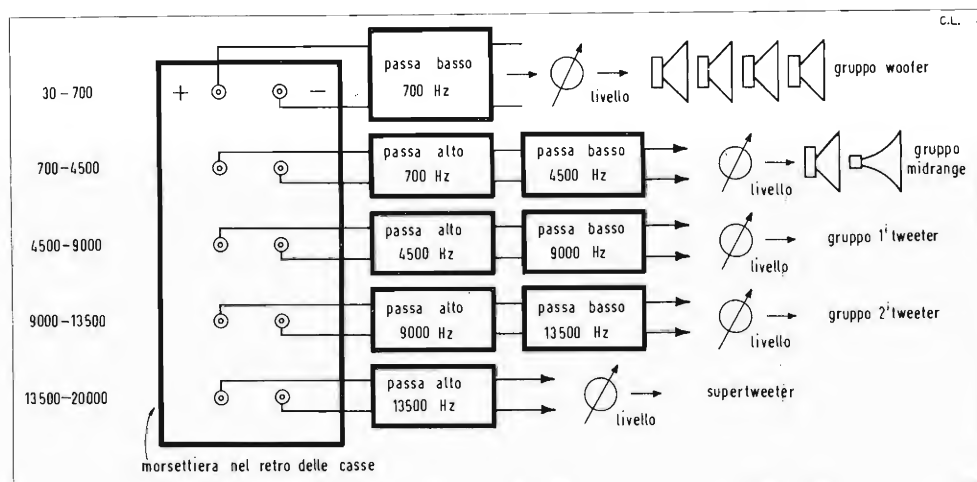 C.L.
30-700
+
-
passa basso
700 Hz
livello
gruppo woofer
700-4500
passa alto
700 Hz
passa basso
4500 Hz
livello
gruppo
midrange
4500-9000
passa alto
4500 Hz
passa basso
9000 Hz
livello
gruppo 1ⁱ tweeter
9000-13500
passa alto
9000 Hz
passa basso
13500 Hz
livello
gruppo 2ⁱ tweeter
13500-20000
passa alto
13500 Hz
livello
supertweeter
morsettiera nel retro delle casse